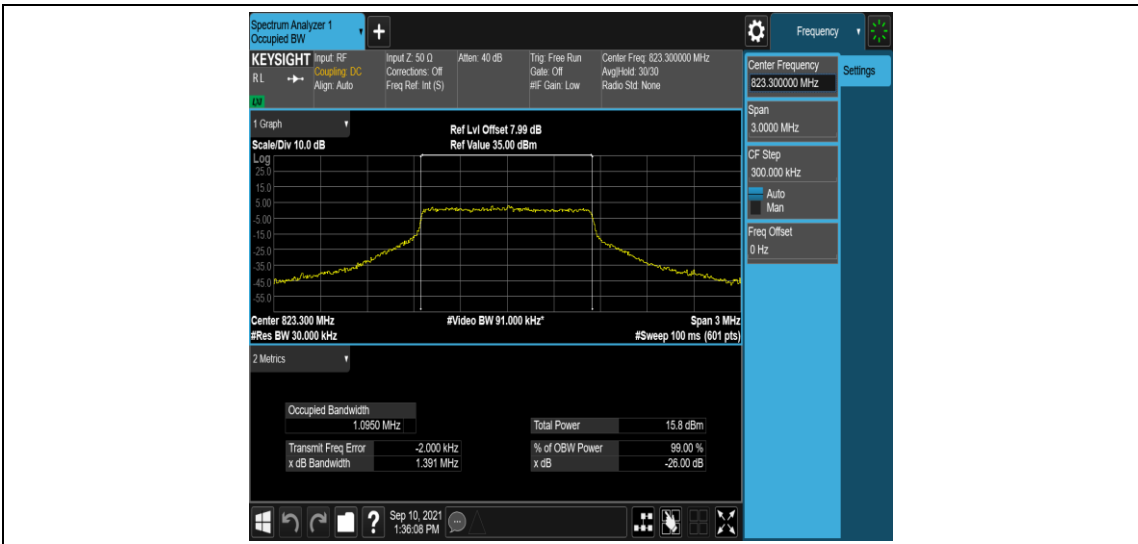 Spectrum Analyzer 1
Occupied BW
+
Frequency
KEYSIGHT
RL
LXI
Input: RF
Coupling: DC
Align: Auto
Input Z: 50 Ω
Corrections: Off
Freq Ref: Int (S)
Atten: 40 dB
Trig: Free Run
Gate: Off
#IF Gain: Low
Center Freq: 823.300000 MHz
Avg|Hold: 30/30
Radio Std: None
Center Frequency
823.300000 MHz
Settings
Span
3.0000 MHz
CF Step
300.000 kHz
Auto
Man
Freq Offset
0 Hz
1 Graph
Ref Lvl Offset 7.99 dB
Scale/Div 10.0 dB
Ref Value 35.00 dBm
Log
25.0
15.0
5.00
-5.00
-15.0
-25.0
-35.0
-45.0
-55.0
Center 823.300 MHz
#Video BW 91.000 kHz*
Span 3 MHz
#Res BW 30.000 kHz
#Sweep 100 ms (601 pts)
2 Metrics
Occupied Bandwidth
1.0950 MHz
Total Power 15.8 dBm
Transmit Freq Error -2.000 kHz
% of OBW Power 99.00 %
x dB Bandwidth 1.391 MHz
x dB -26.00 dB
?
Sep 10, 2021
1:36:08 PM